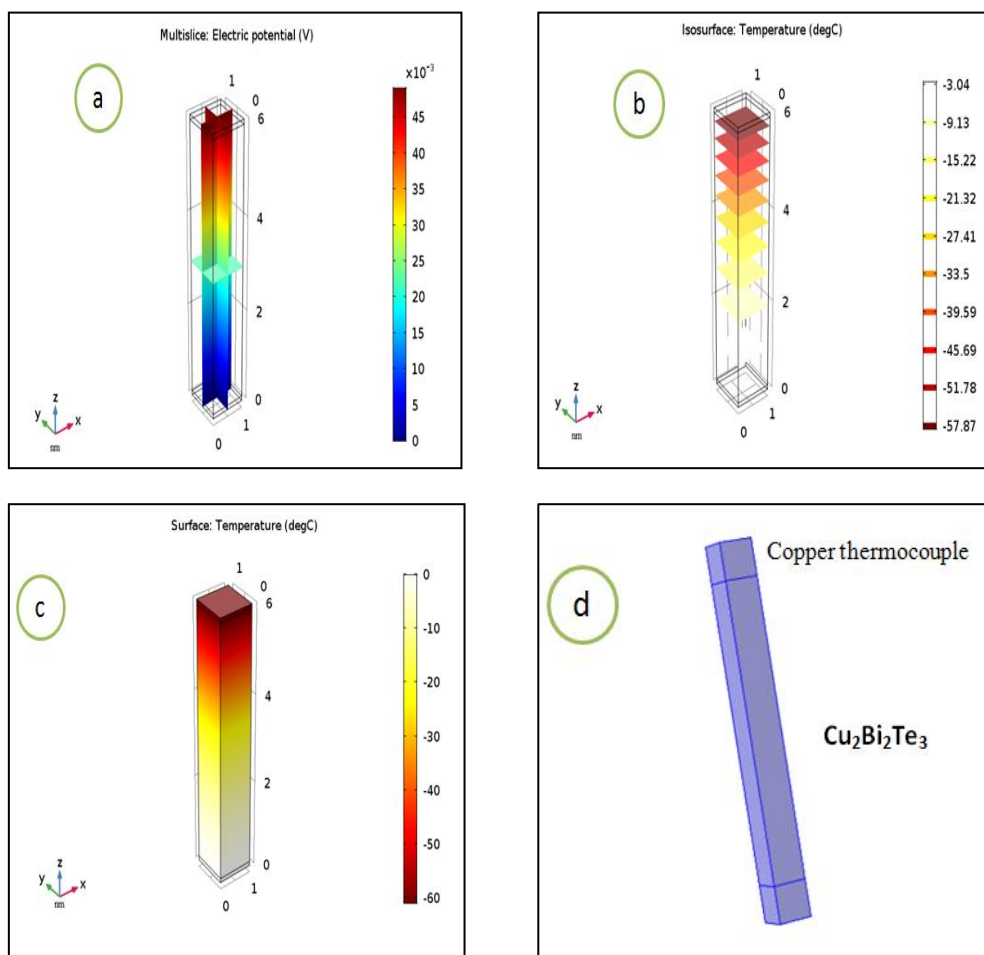 Multislice: Electric potential (V)
a
×10⁻³
1
0
6
4
2
0
1
0
45
40
35
30
25
20
15
10
5
0
z
y
x
nm
Isosurface: Temperature (degC)
b
1
0
6
4
2
0
1
0
-3.04
-9.13
-15.22
-21.32
-27.41
-33.5
-39.59
-45.69
-51.78
-57.87
z
y
x
nm
Surface: Temperature (degC)
c
1
0
6
4
2
0
1
0
0
-10
-20
-30
-40
-50
-60
z
y
x
nm
d
Copper thermocouple
Cu₂Bi₂Te₃